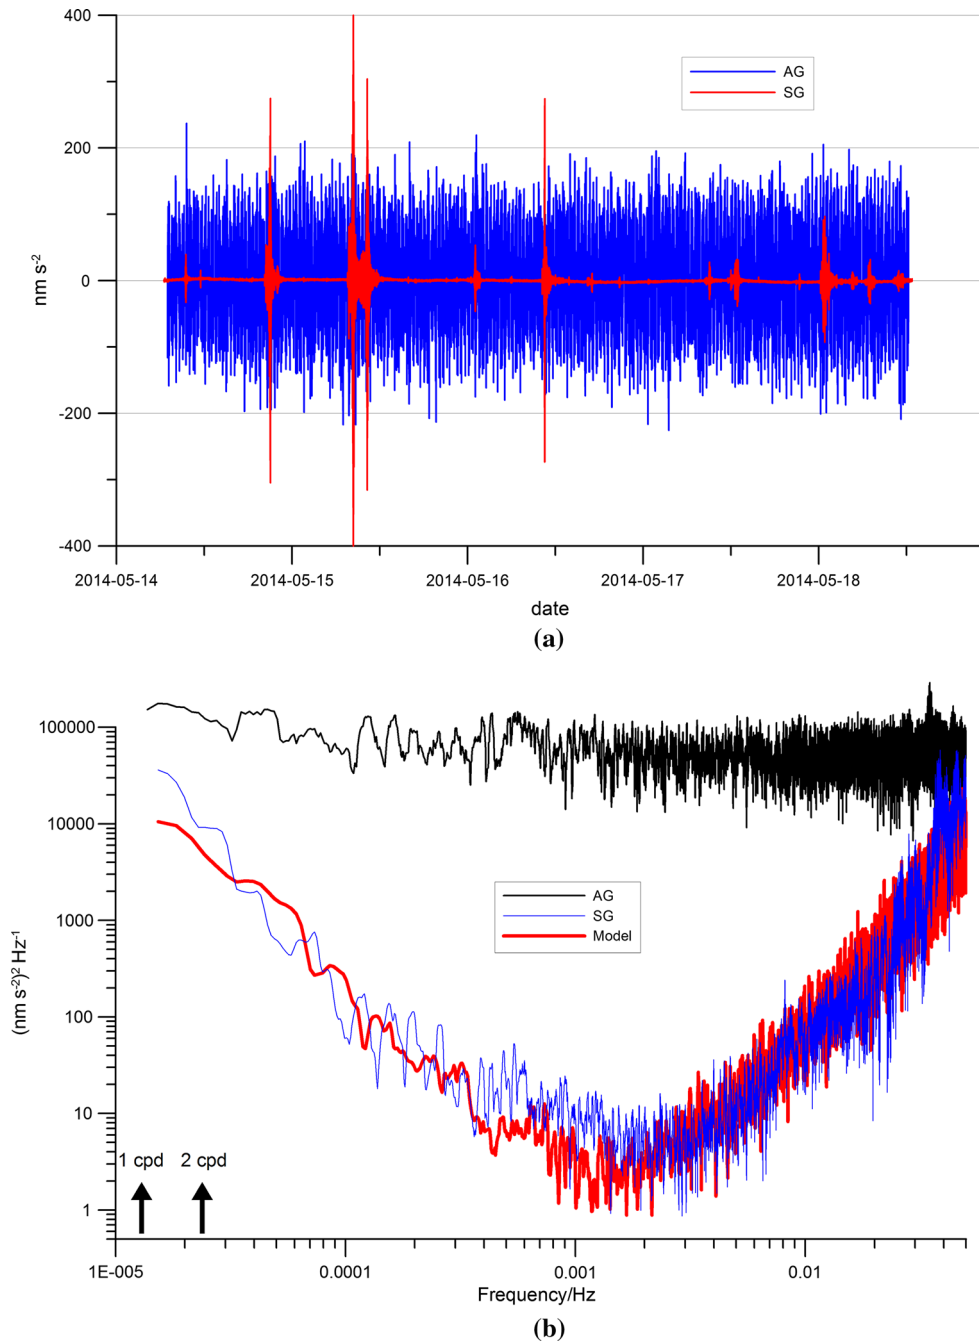 400
200
0
-200
-400
nm s⁻²
AG
SG
2014-05-14
2014-05-15
2014-05-16
2014-05-17
2014-05-18
date
(a)
100000
10000
1000
100
10
1
(nm s⁻²)² Hz⁻¹
AG
SG
Model
1 cpd
2 cpd
1E-005
0.0001
0.001
0.01
Frequency/Hz
(b)